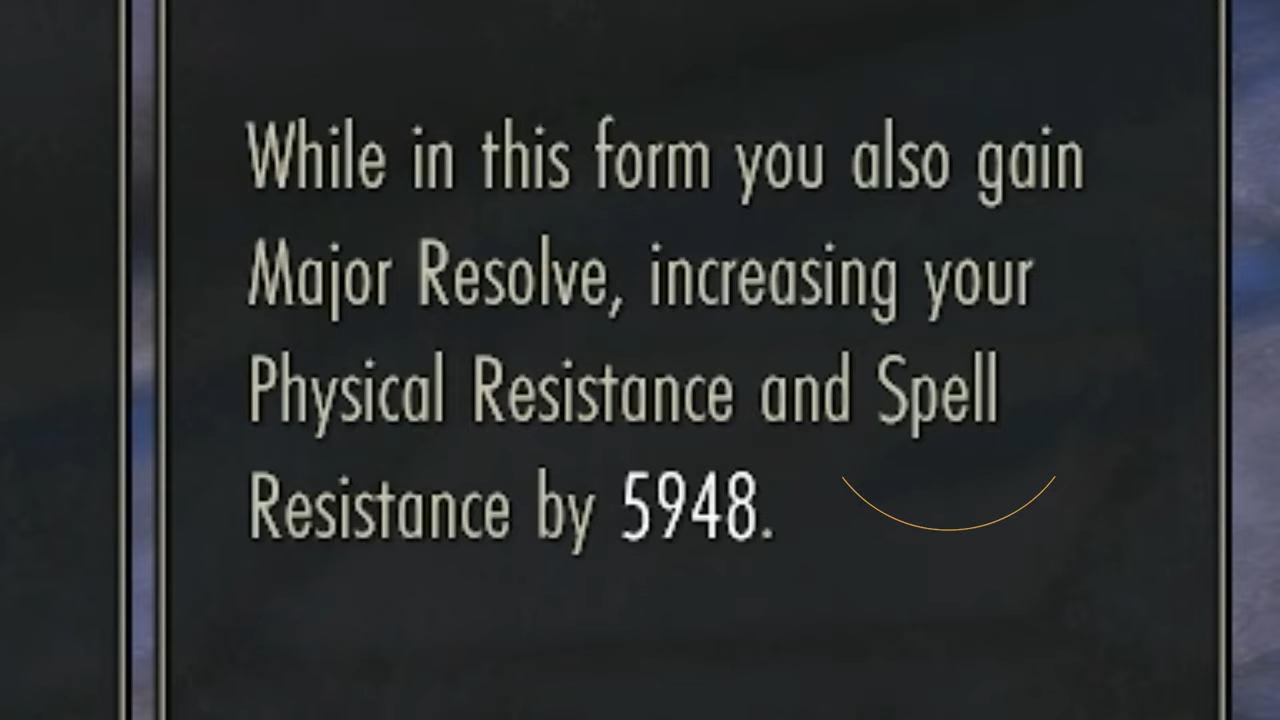 While in this form you also gain
Major Resolve, increasing your
Physical Resistance and Spell
Resistance by 5948.